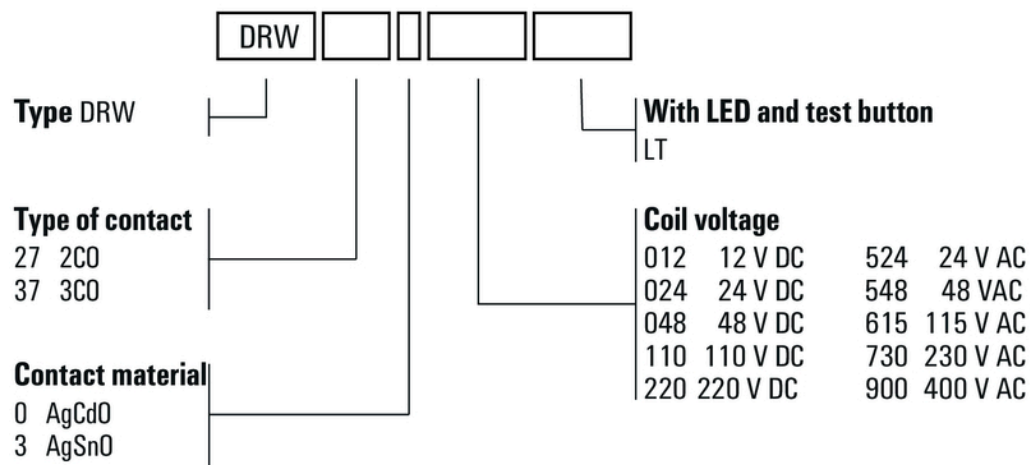 DRW
Type DRW
With LED and test button
LT
Type of contact
27 2CO
37 3CO
Coil voltage
012 12 V DC 524 24 V AC
024 24 V DC 548 48 VAC
048 48 V DC 615 115 V AC
110 110 V DC 730 230 V AC
220 220 V DC 900 400 V AC
Contact material
0 AgCdO
3 AgSnO